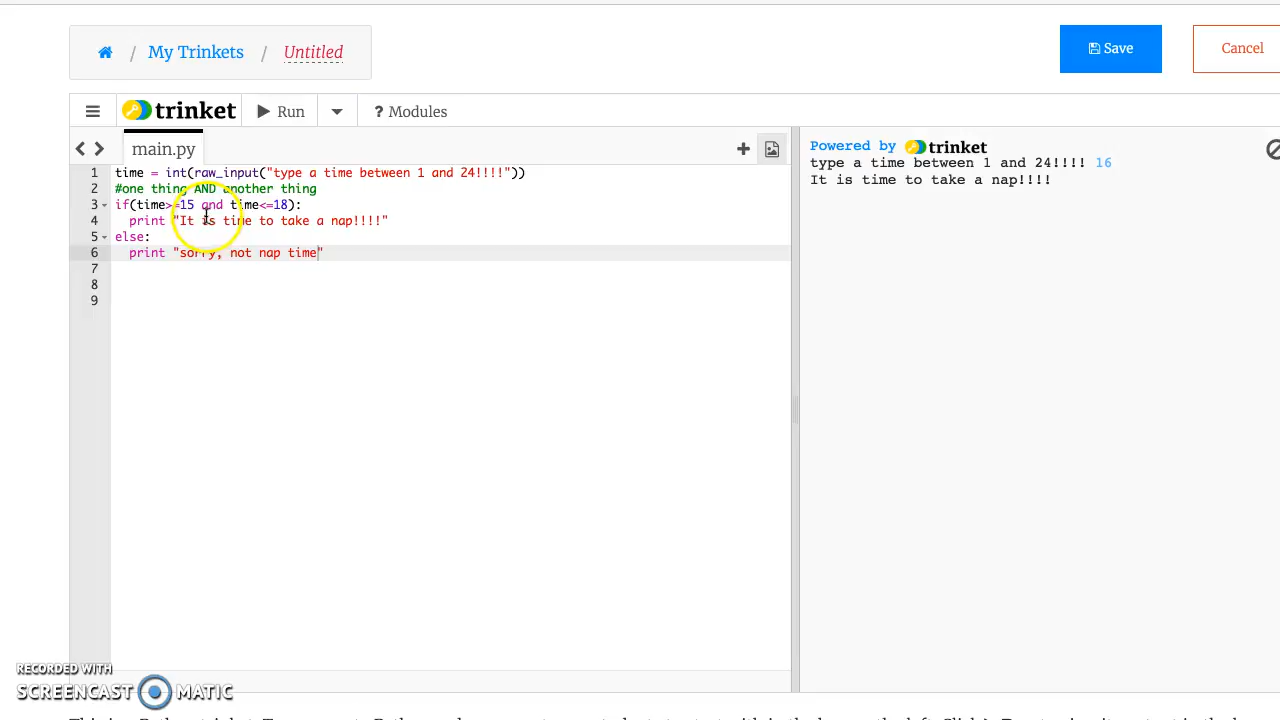 / My Trinkets / Untitled
Save
Cancel
trinket Run ? Modules
main.py
1 time = int(raw_input("type a time between 1 and 24!!!!"))
2 #one thing AND another thing
3 if(time>=15 and time<=18):
4 print "It is time to take a nap!!!!"
5 else:
6 print "sorry, not nap time"
7
8
9
Powered by trinket
type a time between 1 and 24!!!! 16
It is time to take a nap!!!!
RECORDED WITH
SCREENCAST MATIC